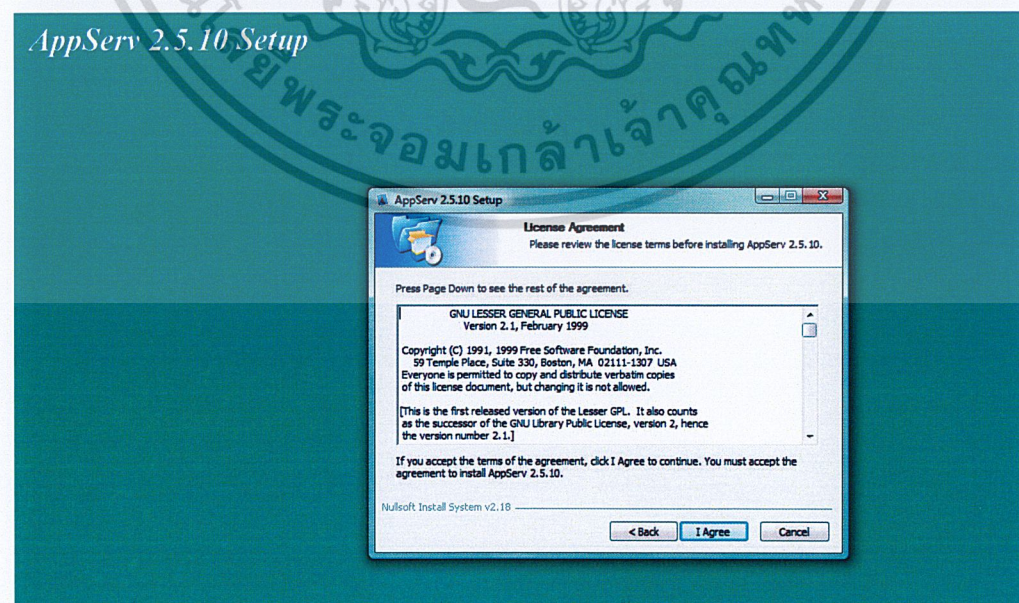 AppServ 2.5.10 Setup
พระจอมเกล้าเจ้าคุณท
AppServ 2.5.10 Setup
License Agreement
Please review the license terms before installing AppServ 2.5.10.
Press Page Down to see the rest of the agreement.
GNU LESSER GENERAL PUBLIC LICENSE
Version 2.1, February 1999
Copyright (C) 1991, 1999 Free Software Foundation, Inc.
59 Temple Place, Suite 330, Boston, MA 02111-1307 USA
Everyone is permitted to copy and distribute verbatim copies
of this license document, but changing it is not allowed.
[This is the first released version of the Lesser GPL. It also counts
as the successor of the GNU Library Public License, version 2, hence
the version number 2.1.]
If you accept the terms of the agreement, click I Agree to continue. You must accept the
agreement to install AppServ 2.5.10.
Nullsoft Install System v2.18
< Back
I Agree
Cancel